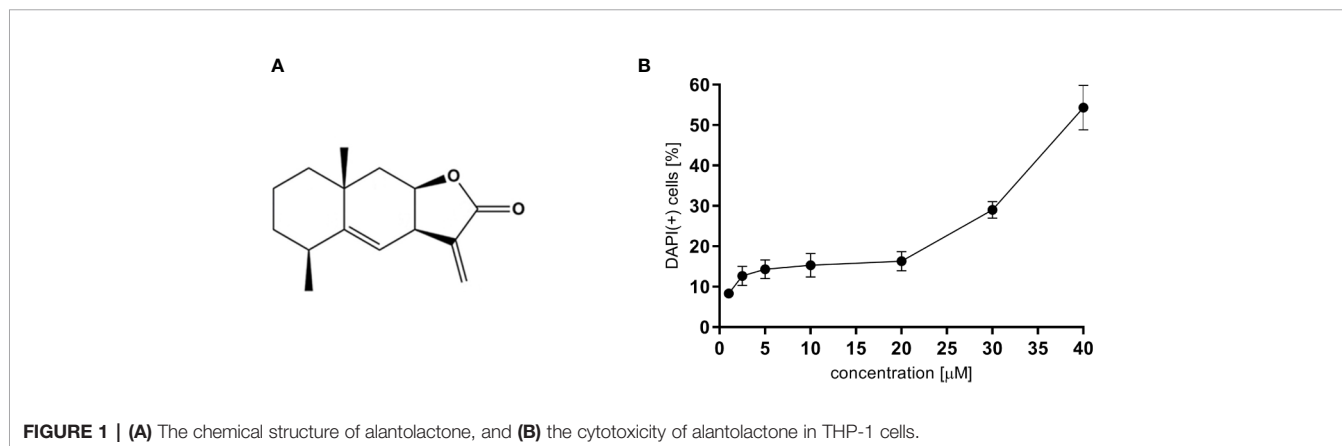 A
B
O
O
DAPI(+) cells [%]
60
50
40
30
20
10
0
0 5 10 15 20 25 30 35 40
concentration [μM]
FIGURE 1 | (A) The chemical structure of alantolactone, and (B) the cytotoxicity of alantolactone in THP-1 cells.